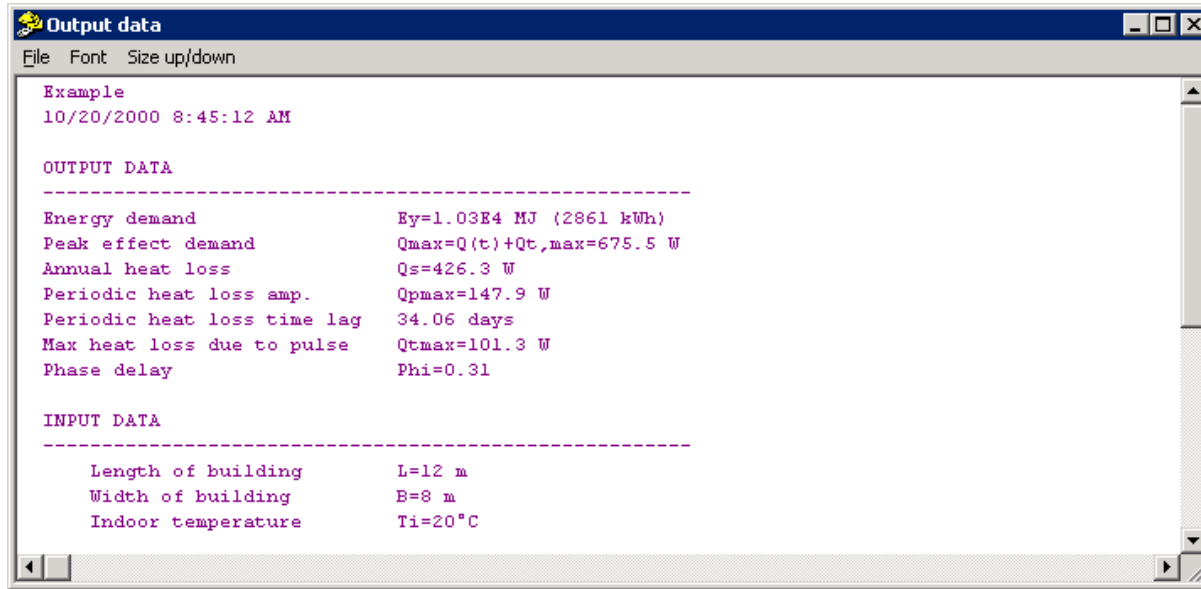 Output data
File Font Size up/down
Example
10/20/2000 8:45:12 AM
OUTPUT DATA
-------------------------------------------------------
Energy demand Ey=1.03E4 MJ (2861 kWh)
Peak effect demand Qmax=Q(t)+Qt,max=675.5 W
Annual heat loss Qs=426.3 W
Periodic heat loss amp. Qpmax=147.9 W
Periodic heat loss time lag 34.06 days
Max heat loss due to pulse Qtmax=101.3 W
Phase delay Phi=0.31
INPUT DATA
-------------------------------------------------------
Length of building L=12 m
Width of building B=8 m
Indoor temperature Ti=20°C